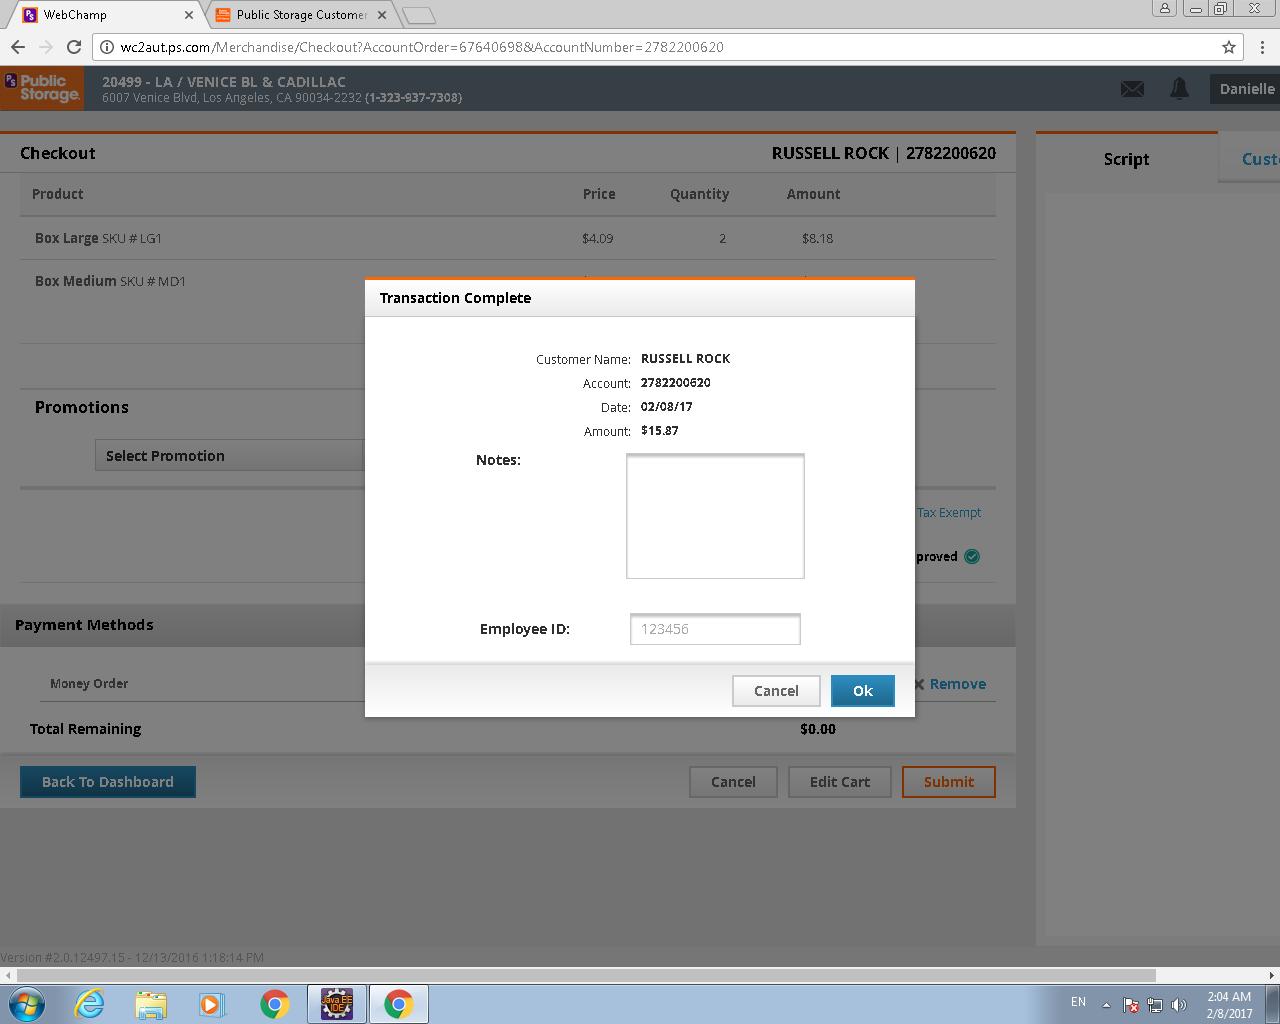 WebChamp
Public Storage Customer
wc2aut.ps.com/Merchandise/Checkout?AccountOrder=67640698&AccountNumber=2782200620
PS Public Storage.
20499 - LA / VENICE BL & CADILLAC
6007 Venice Blvd, Los Angeles, CA 90034-2232 (1-323-937-7308)
Danielle
Checkout
RUSSELL ROCK | 2782200620
Script
Cust
Product Price Quantity Amount
Box Large SKU # LG1 $4.09 2 $8.18
Box Medium SKU # MD1
Transaction Complete
Customer Name: RUSSELL ROCK
Account: 2782200620
Date: 02/08/17
Amount: $15.87
Notes:
Promotions
Select Promotion
Tax Exempt
proved
Employee ID: 123456
Payment Methods
Cancel Ok
Money Order
Remove
Total Remaining $0.00
Back To Dashboard Cancel Edit Cart Submit
Version #2.0.12497.15 - 12/13/2016 1:18:14 PM
Java EE
IDE
EN
2:04 AM
2/8/2017